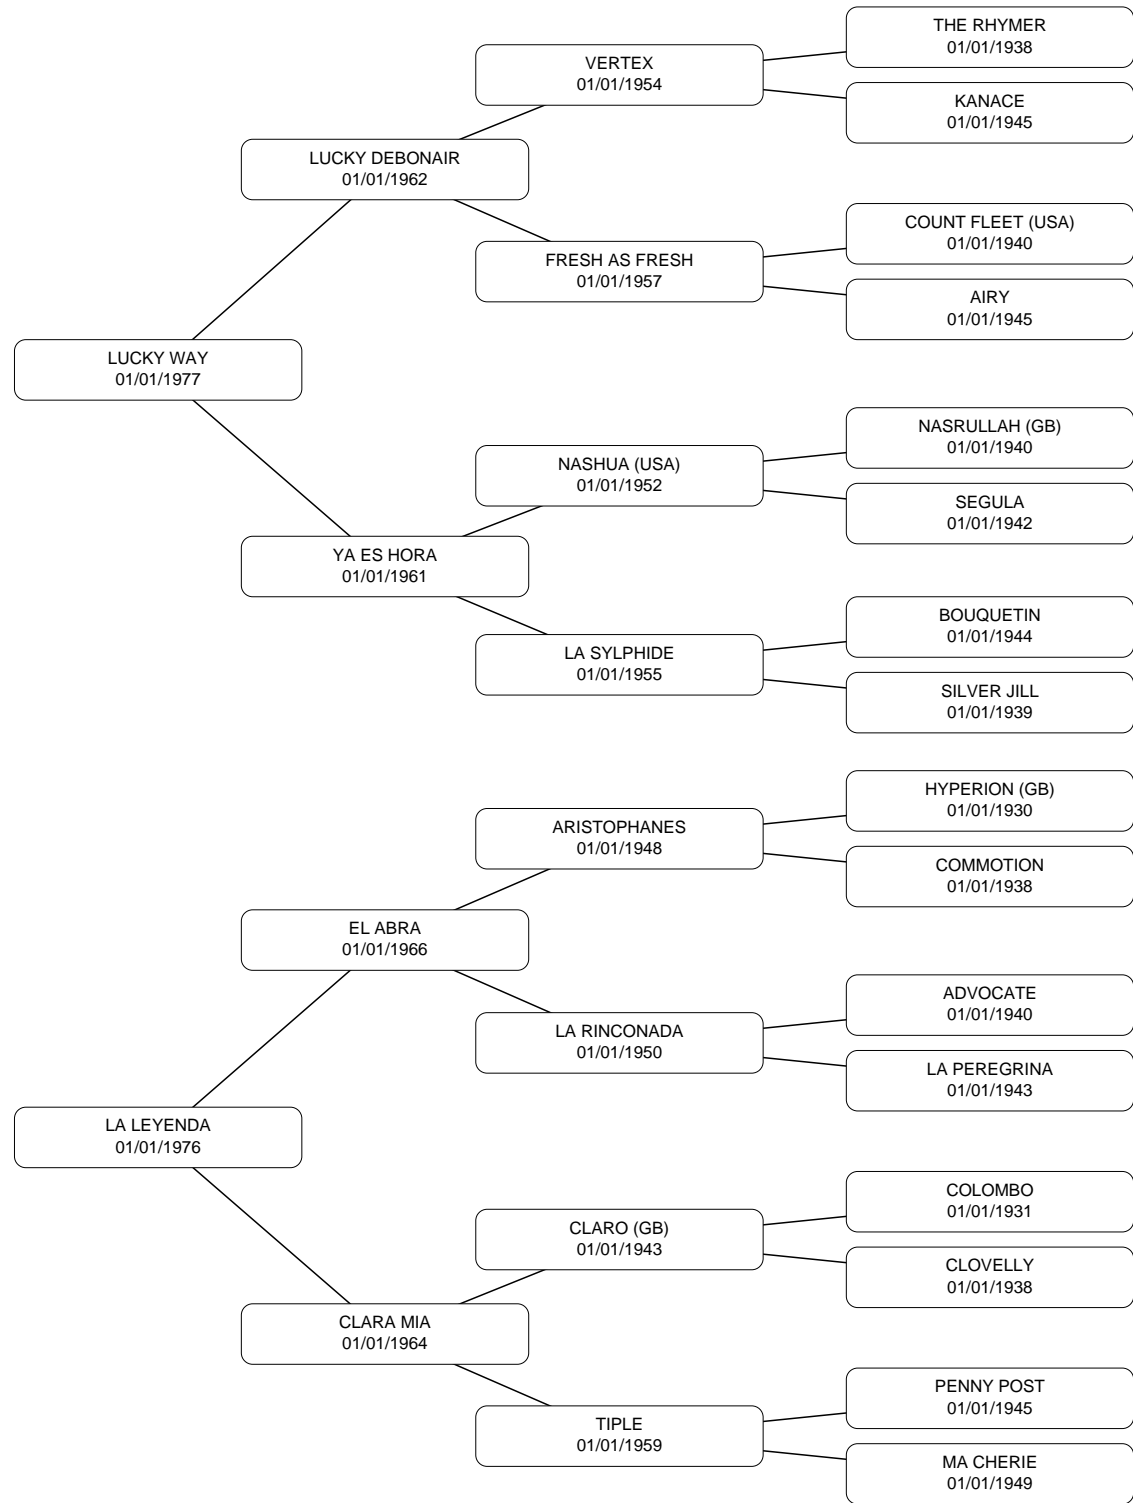 THE RHYMER
01/01/1938
VERTEX
01/01/1954
KANACE
01/01/1945
LUCKY DEBONAIR
01/01/1962
COUNT FLEET (USA)
01/01/1940
FRESH AS FRESH
01/01/1957
AIRY
01/01/1945
LUCKY WAY
01/01/1977
NASRULLAH (GB)
01/01/1940
NASHUA (USA)
01/01/1952
SEGULA
01/01/1942
YA ES HORA
01/01/1961
BOUQUETIN
01/01/1944
LA SYLPHIDE
01/01/1955
SILVER JILL
01/01/1939
HYPERION (GB)
01/01/1930
ARISTOPHANES
01/01/1948
COMMOTION
01/01/1938
EL ABRA
01/01/1966
ADVOCATE
01/01/1940
LA RINCONADA
01/01/1950
LA PEREGRINA
01/01/1943
LA LEYENDA
01/01/1976
COLOMBO
01/01/1931
CLARO (GB)
01/01/1943
CLOVELLY
01/01/1938
CLARA MIA
01/01/1964
PENNY POST
01/01/1945
TIPLE
01/01/1959
MA CHERIE
01/01/1949